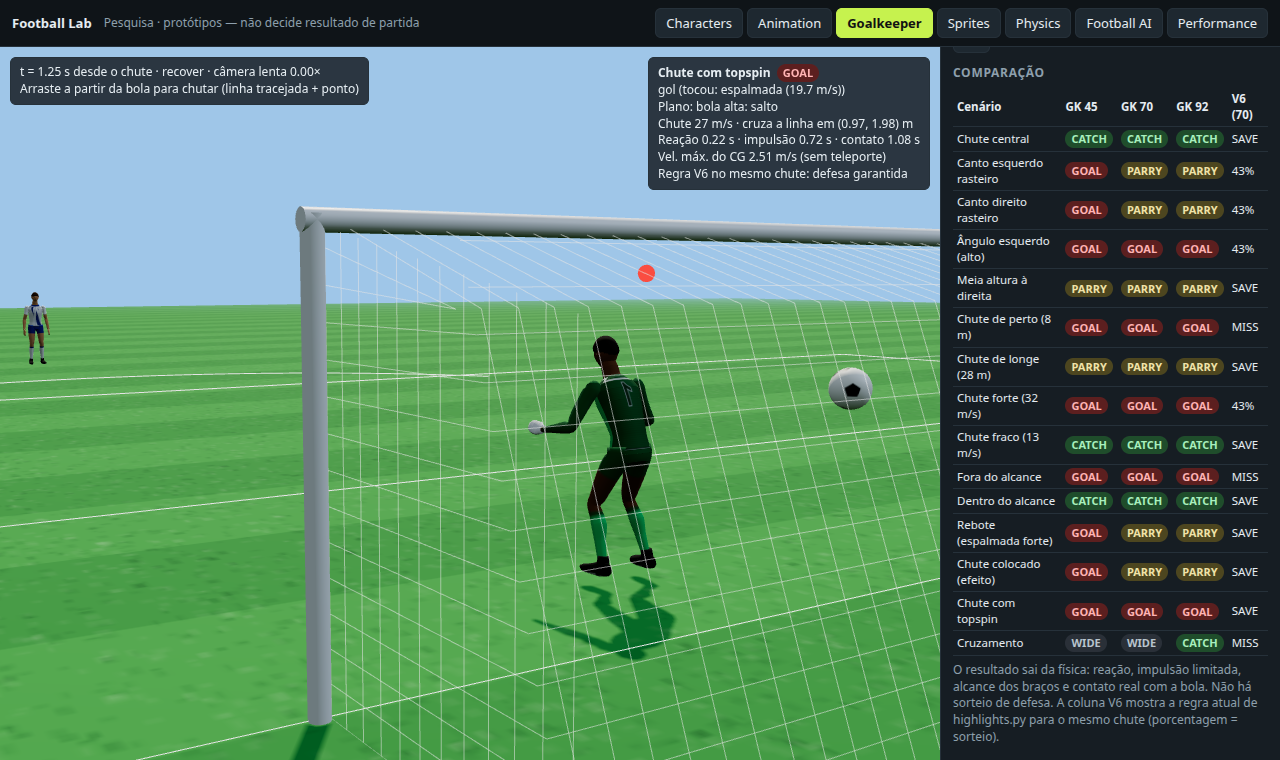 Football Lab
Pesquisa · protótipos — não decide resultado de partida
Characters
Animation
Goalkeeper
Sprites
Physics
Football AI
Performance
t = 1.25 s desde o chute · recover · câmera lenta 0.00×
Arraste a partir da bola para chutar (linha tracejada + ponto)
Chute com topspin GOAL
gol (tocou: espalmada (19.7 m/s))
Plano: bola alta: salto
Chute 27 m/s · cruza a linha em (0.97, 1.98) m
Reação 0.22 s · impulsão 0.72 s · contato 1.08 s
Vel. máx. do CG 2.51 m/s (sem teleporte)
Regra V6 no mesmo chute: defesa garantida
COMPARAÇÃO
Cenário GK 45 GK 70 GK 92 V6
(70)
Chute central CATCH CATCH CATCH SAVE
Canto esquerdo
rasteiro GOAL PARRY PARRY 43%
Canto direito
rasteiro GOAL PARRY PARRY 43%
Ângulo esquerdo
(alto) GOAL GOAL GOAL 43%
Meia altura à
direita PARRY PARRY PARRY SAVE
Chute de perto (8
m) GOAL GOAL GOAL MISS
Chute de longe
(28 m) PARRY PARRY PARRY SAVE
Chute forte (32
m/s) GOAL GOAL GOAL 43%
Chute fraco (13
m/s) CATCH CATCH CATCH SAVE
Fora do alcance GOAL GOAL GOAL MISS
Dentro do alcance CATCH CATCH CATCH SAVE
Rebote
(espalmada forte) GOAL PARRY PARRY SAVE
Chute colocado
(efeito) GOAL PARRY PARRY SAVE
Chute com
topspin GOAL GOAL GOAL SAVE
Cruzamento WIDE WIDE CATCH MISS
O resultado sai da física: reação, impulsão limitada,
alcance dos braços e contato real com a bola. Não há
sorteio de defesa. A coluna V6 mostra a regra atual de
highlights.py para o mesmo chute (porcentagem =
sorteio).